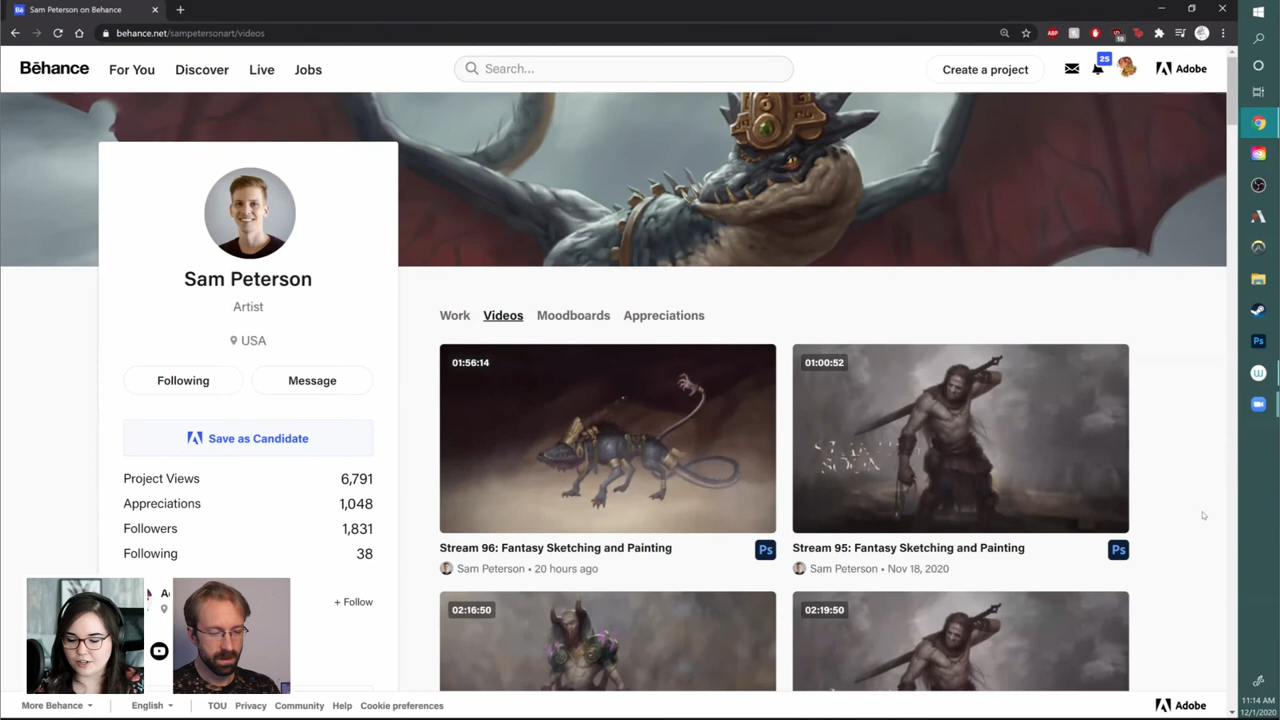 Sam Peterson on Behance
behance.net/sampetersonart/videos
ABP
10
Bēhance
For You
Discover
Live
Jobs
Search...
Create a project
25
Adobe
Sam Peterson
Artist
USA
Following
Message
Save as Candidate
Project Views 6,791
Appreciations 1,048
Followers 1,831
Following 38
+ Follow
Work
Videos
Moodboards
Appreciations
01:56:14
Stream 96: Fantasy Sketching and Painting
Ps
Sam Peterson • 20 hours ago
01:00:52
Stream 95: Fantasy Sketching and Painting
Ps
Sam Peterson • Nov 18, 2020
02:16:50
02:19:50
More Behance
English
TOU
Privacy
Community
Help
Cookie preferences
Adobe
Ps
11:14 AM
12/1/2020